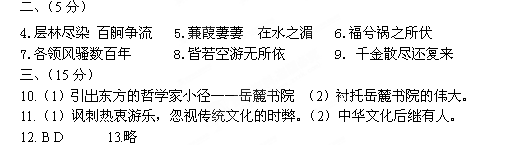 二、（5分）
4.层林尽染 百舸争流 5.蒹葭萋萋 在水之湄 6.福兮祸之所伏
7.各领风骚数百年 8.皆若空游无所依 9. 千金散尽还复来
三、（15分）
10.（1）引出东方的哲学家小径——岳麓书院 （2）衬托岳麓书院的伟大。
11.（1）讽刺热衷游乐，忽视传统文化的时弊。（2）中华文化后继有人。
12.B D 13.略